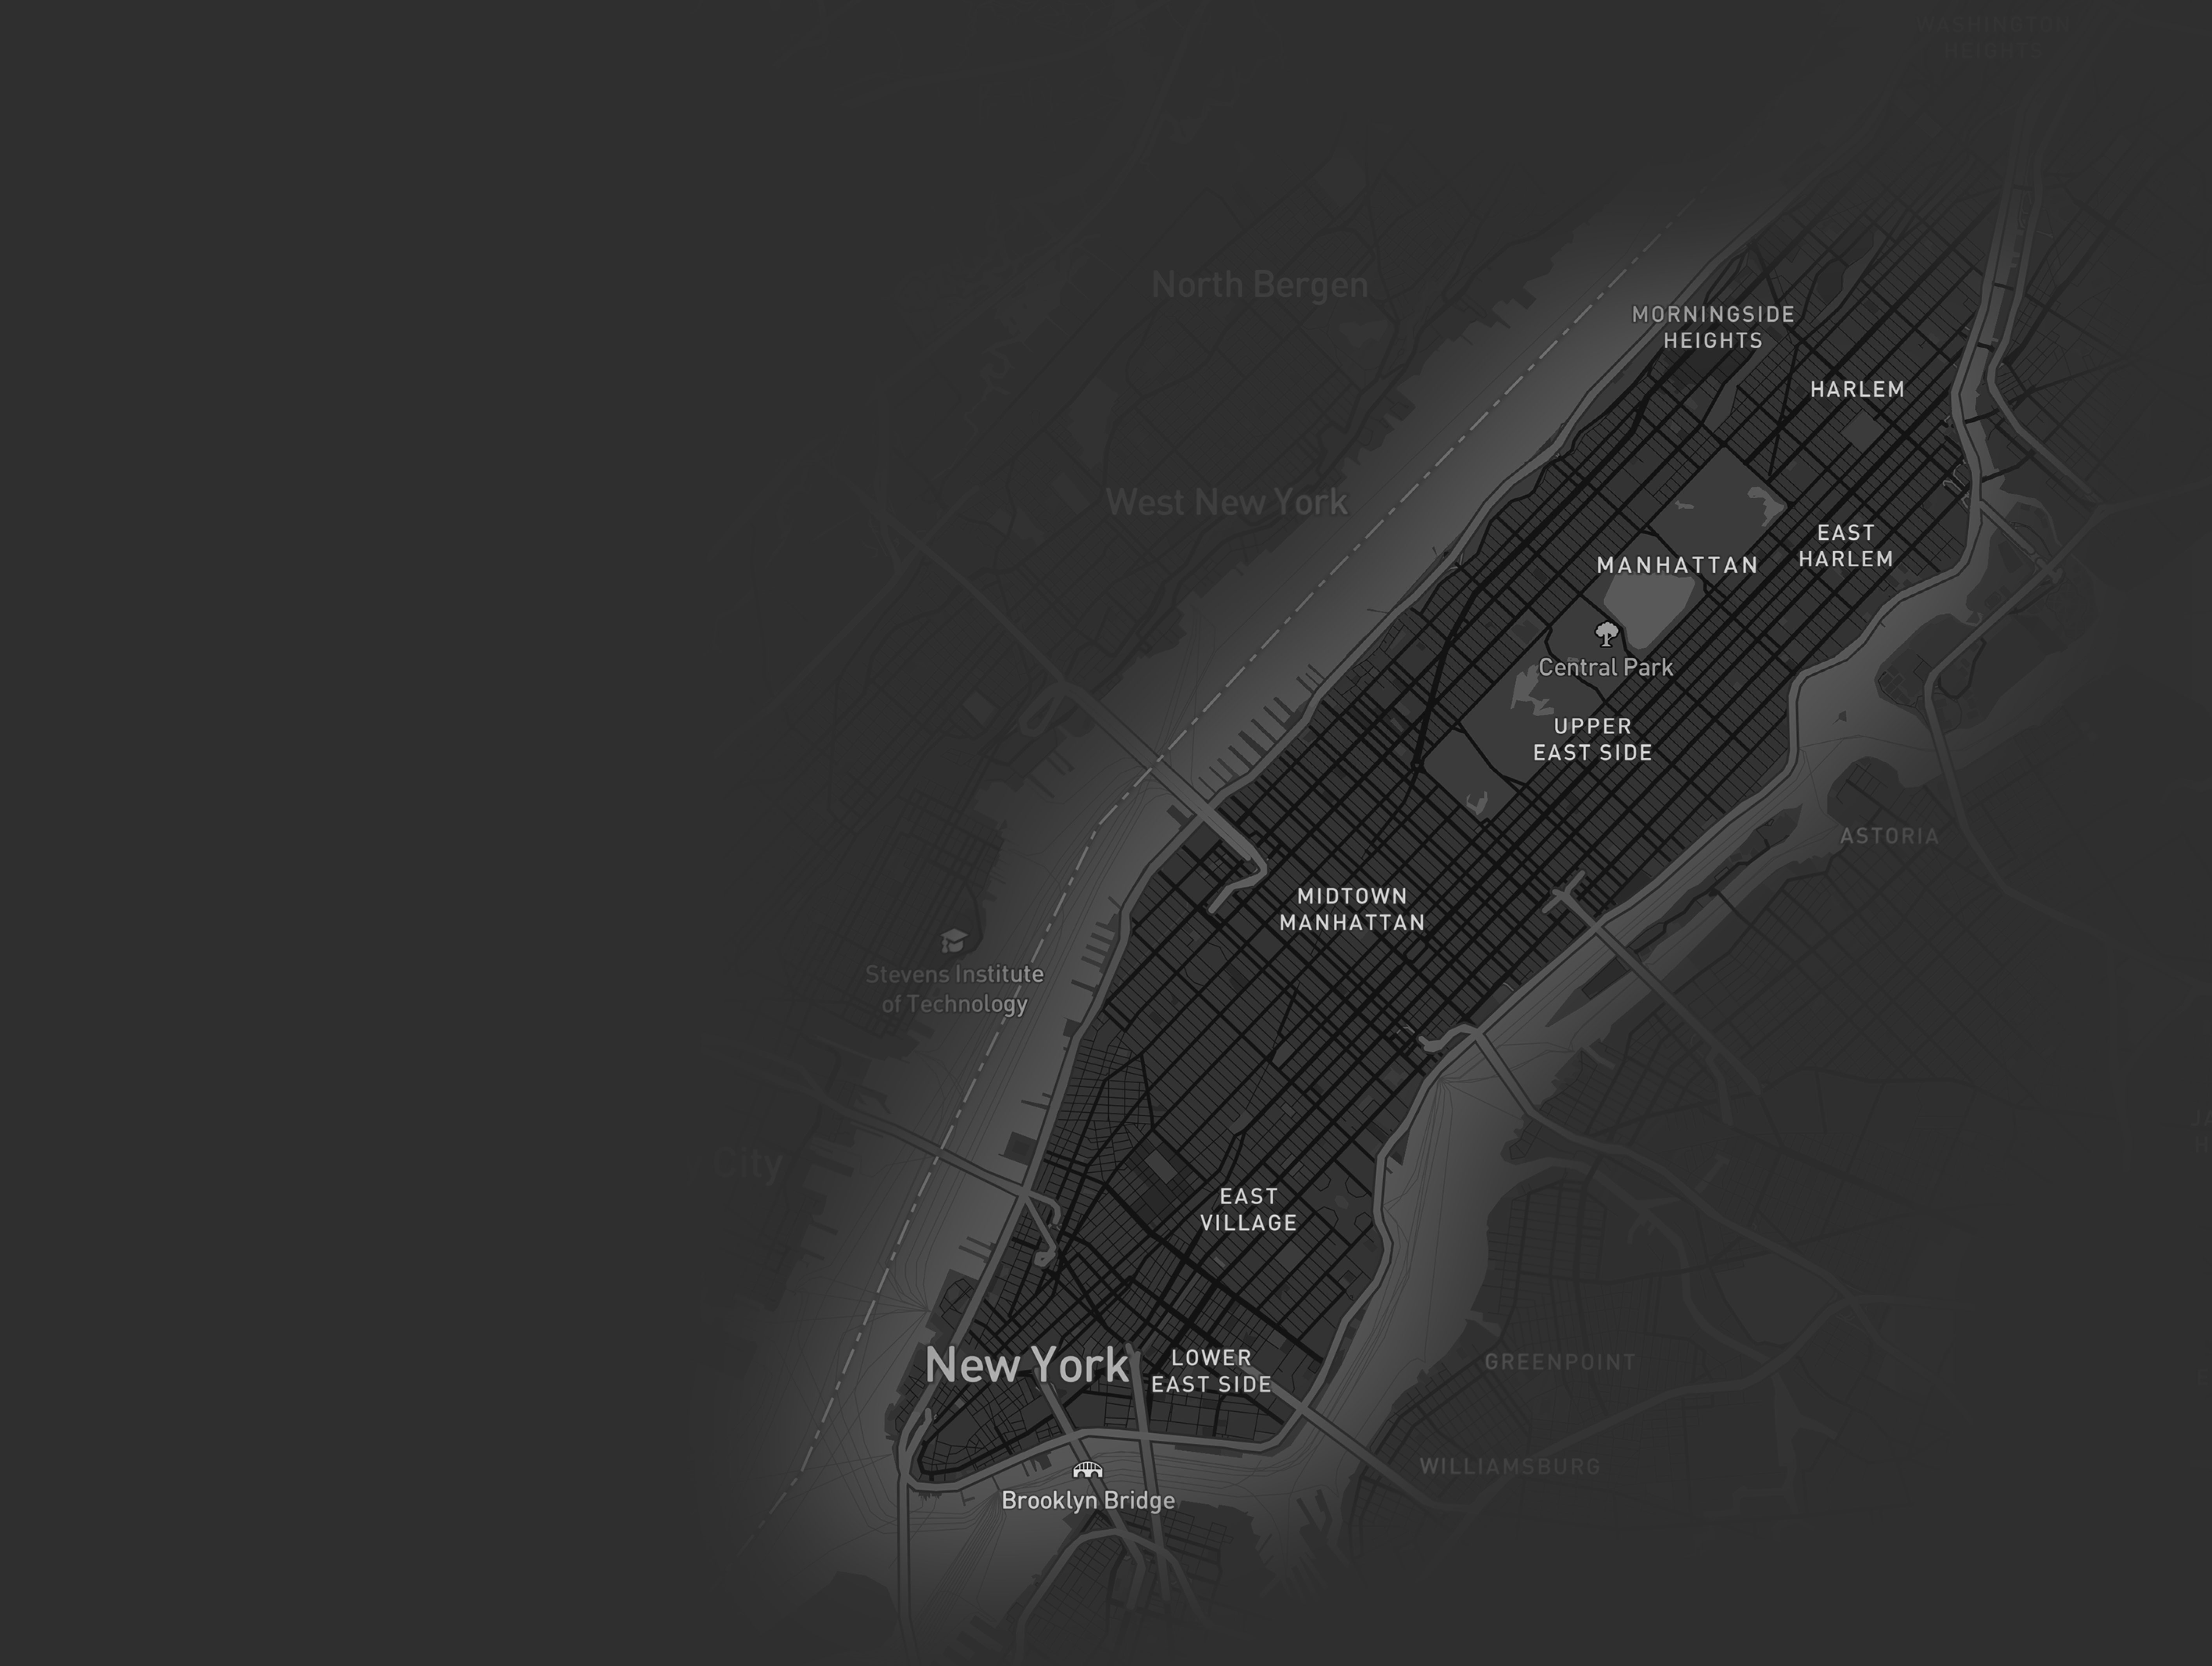 WASHINGTON
HEIGHTS
North Bergen
MORNINGSIDE
HEIGHTS
HARLEM
West New York
EAST
HARLEM
MANHATTAN
Central Park
UPPER
EAST SIDE
ASTORIA
MIDTOWN
MANHATTAN
Stevens Institute
of Technology
City
EAST
VILLAGE
New York
LOWER
EAST SIDE
GREENPOINT
WILLIAMSBURG
Brooklyn Bridge